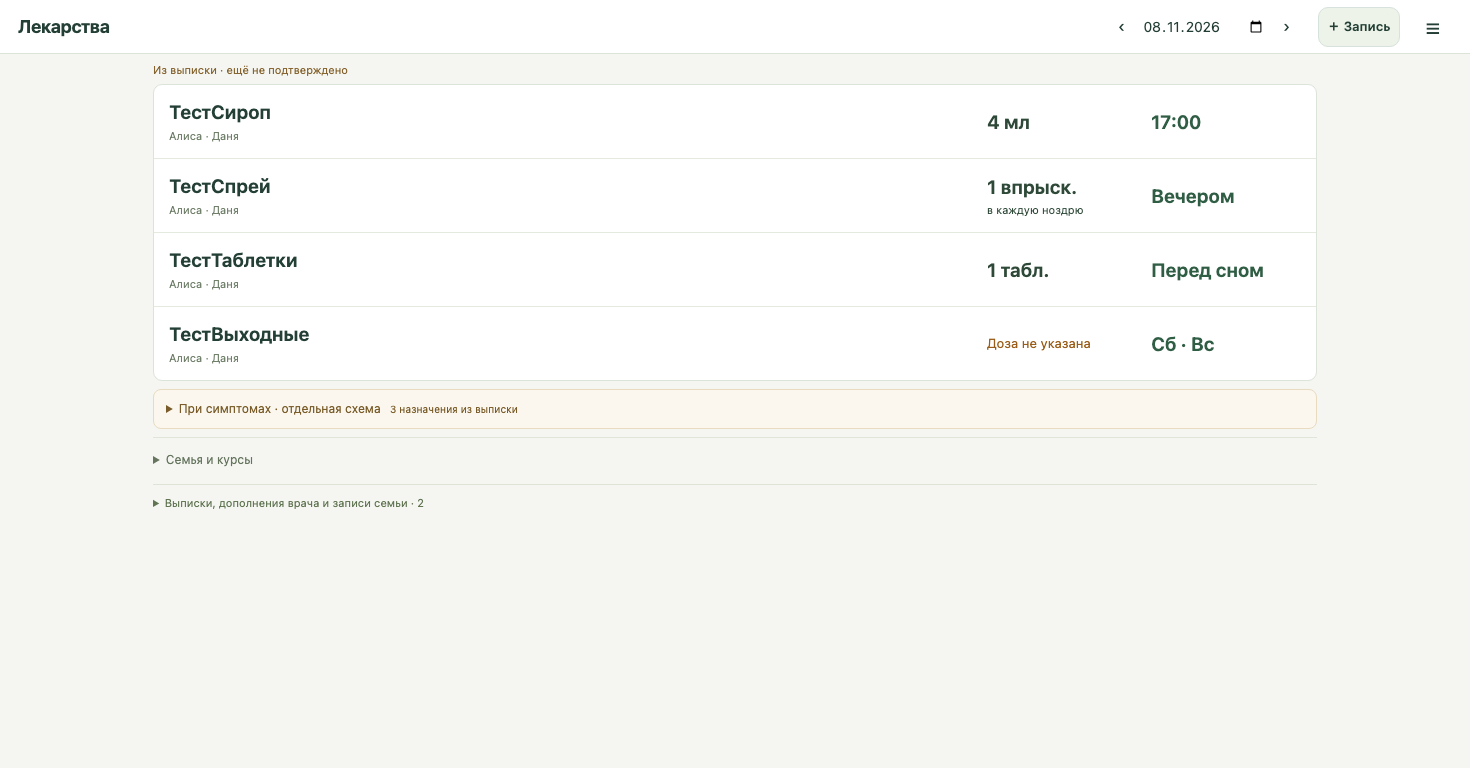 Лекарства
‹ 08.11.2026 ›
+ Запись
Из выписки · ещё не подтверждено
ТестСироп
Алиса · Даня
4 мл
17:00
ТестСпрей
Алиса · Даня
1 впрыск.
в каждую ноздрю
Вечером
ТестТаблетки
Алиса · Даня
1 табл.
Перед сном
ТестВыходные
Алиса · Даня
Доза не указана
Сб · Вс
При симптомах · отдельная схема 3 назначения из выписки
Семья и курсы
Выписки, дополнения врача и записи семьи · 2